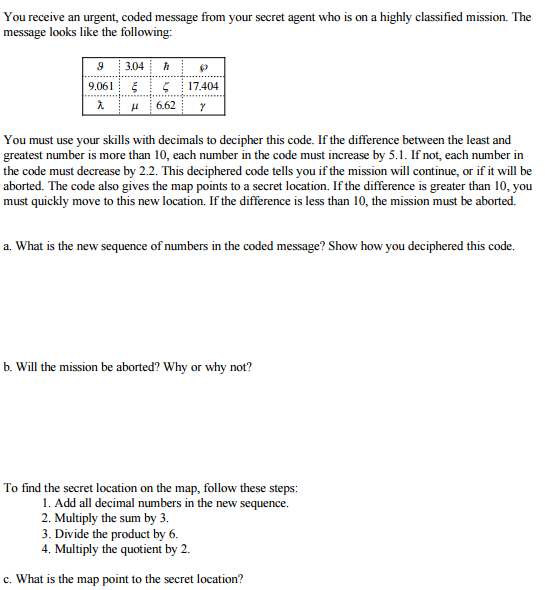 You receive an urgent, coded message from your secret agent who is on a highly classified mission. The
message looks like the following:
ϑ 3.04 ħ ℘
9.061 ξ ζ 17.404
ƛ μ 6.62 γ
You must use your skills with decimals to decipher this code. If the difference between the least and
greatest number is more than 10, each number in the code must increase by 5.1. If not, each number in
the code must decrease by 2.2. This deciphered code tells you if the mission will continue, or if it will be
aborted. The code also gives the map points to a secret location. If the difference is greater than 10, you
must quickly move to this new location. If the difference is less than 10, the mission must be aborted.
a. What is the new sequence of numbers in the coded message? Show how you deciphered this code.
b. Will the mission be aborted? Why or why not?
To find the secret location on the map, follow these steps:
1. Add all decimal numbers in the new sequence.
2. Multiply the sum by 3.
3. Divide the product by 6.
4. Multiply the quotient by 2.
c. What is the map point to the secret location?